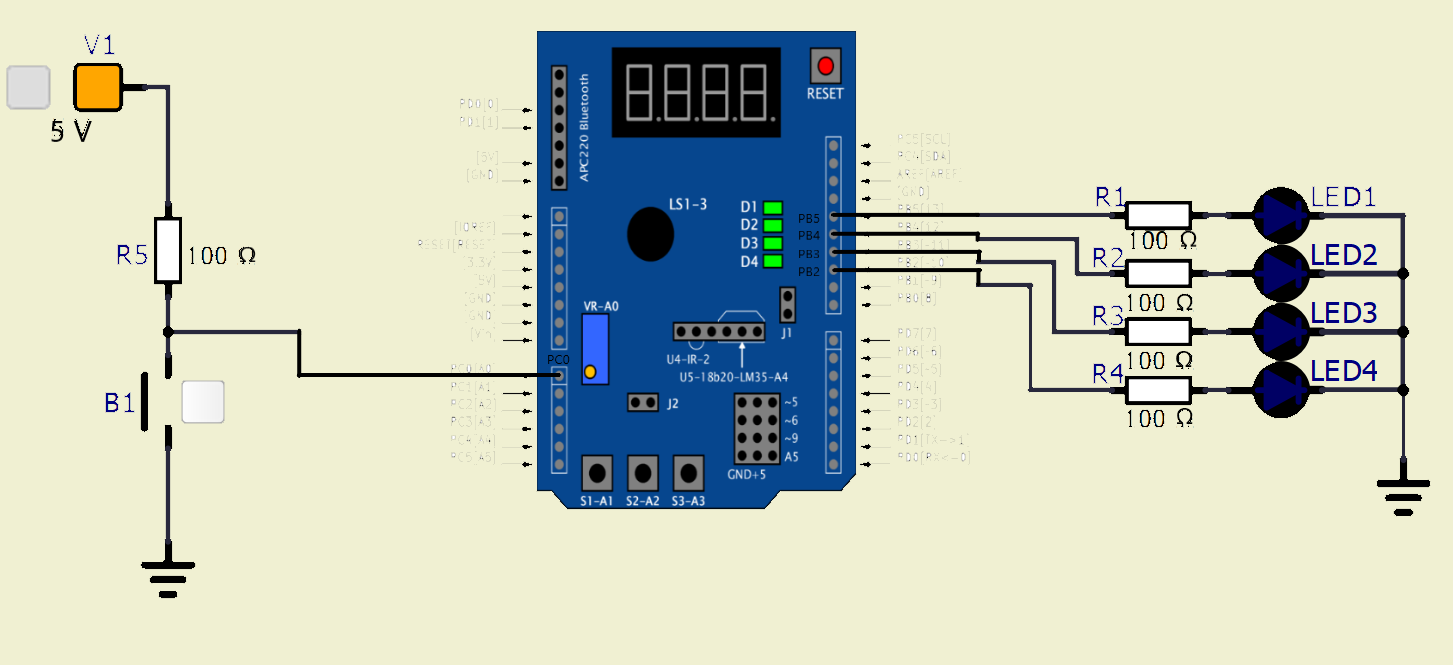 V1
5 V
R5
100 Ω
B1
PD0[0]
PD1[1]
[5V]
[GND]
[IOREF]
RESET[RESET]
3.3V
[5V]
[GND]
GND
[Vin]
PC0[A0]
PC1[A1]
PC2[A2]
PC3[A3]
PC4[A4]
PC5[A5]
APC220 Bluetooth
RESET
LS1-3
D1
D2
D3
D4
PB5
PB4
PB3
PB2
VR-A0
J1
U4-IR-2
U5-18b20-LM35-A4
PC0
J2
~5
~6
~9
A5
GND+5
S1-A1
S2-A2
S3-A3
PC5[SCL]
PC4[SDA]
AREF[AREF]
[GND]
PB5[13]
PB4[12]
PB3[~11]
PB2[~10]
PB1[~9]
PB0[8]
PD7[7]
PD6[~6]
PD5[~5]
PD4[4]
PD3[~3]
PD2[2]
PD1[TX->1]
PD0[RX<-0]
R1
100 Ω
LED1
R2
100 Ω
LED2
R3
100 Ω
LED3
R4
100 Ω
LED4